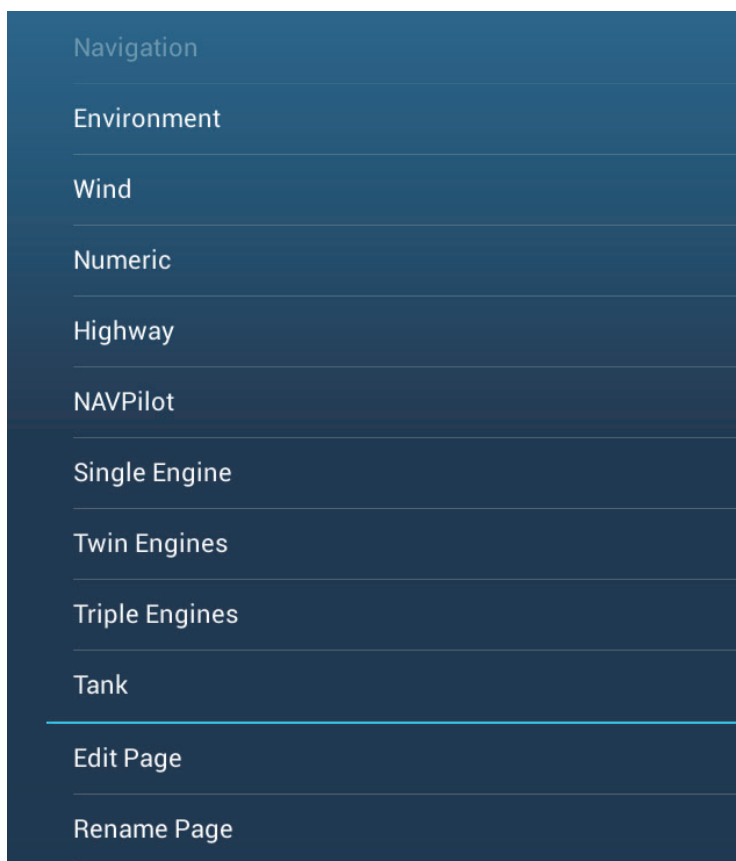 Navigation
Environment
Wind
Numeric
Highway
NAVPilot
Single Engine
Twin Engines
Triple Engines
Tank
Edit Page
Rename Page